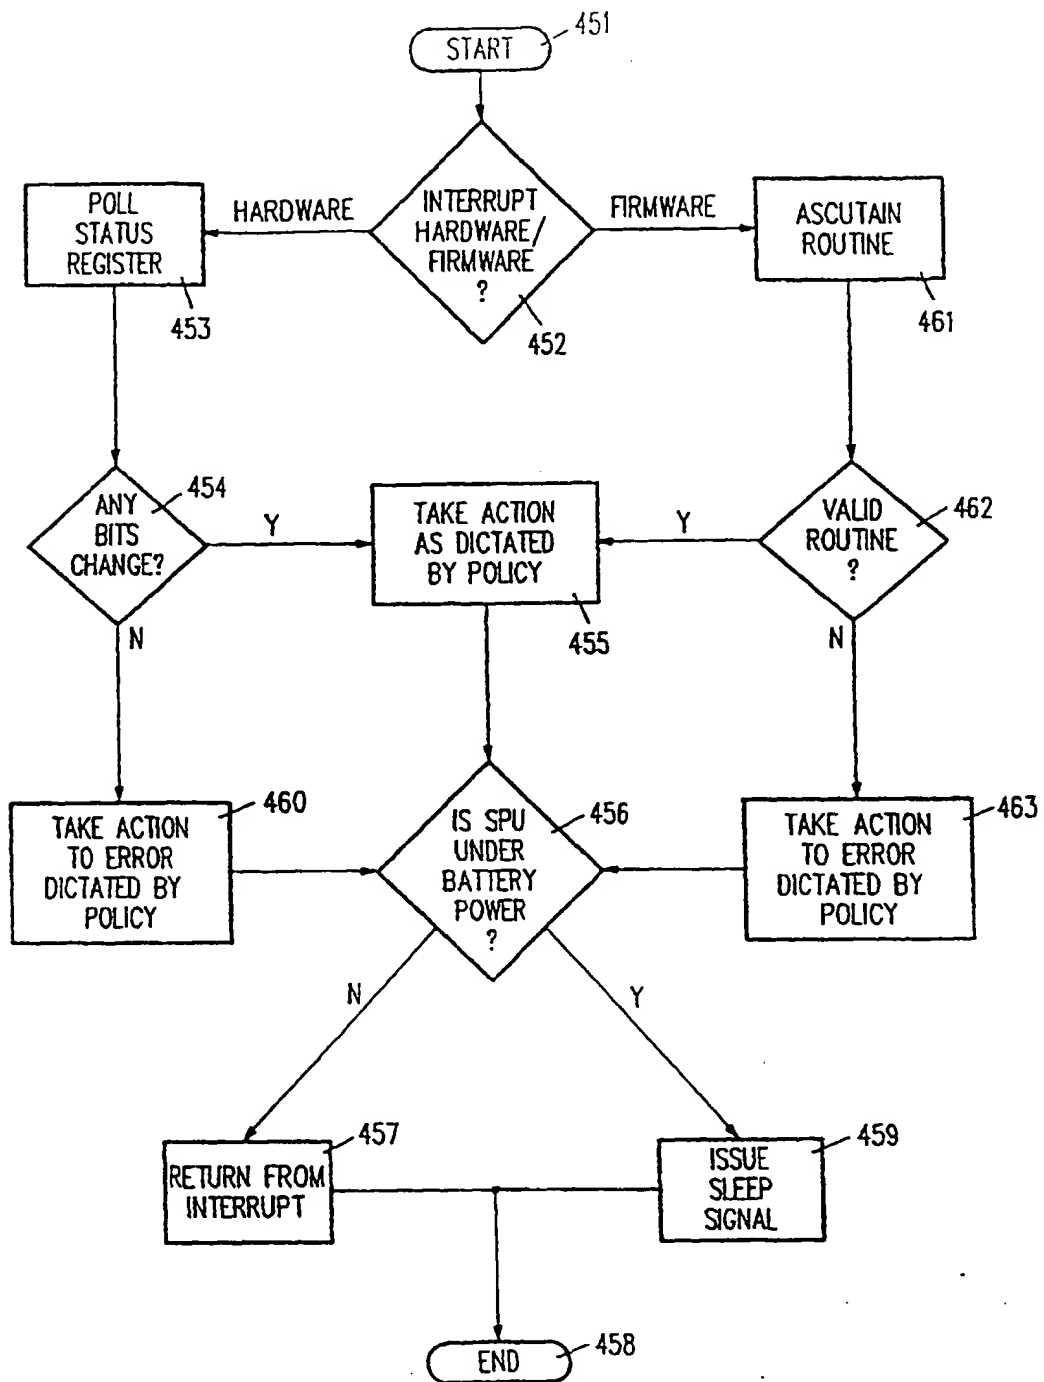 START
451
INTERRUPT
HARDWARE/
FIRMWARE
?
452
HARDWARE
FIRMWARE
POLL
STATUS
REGISTER
453
ASCUTAIN
ROUTINE
461
ANY
BITS
CHANGE?
454
Y
N
TAKE ACTION
AS DICTATED
BY POLICY
455
VALID
ROUTINE
?
462
Y
N
TAKE ACTION
TO ERROR
DICTATED BY
POLICY
460
IS SPU
UNDER
BATTERY
POWER
?
456
TAKE ACTION
TO ERROR
DICTATED BY
POLICY
463
N
Y
RETURN FROM
INTERRUPT
457
ISSUE
SLEEP
SIGNAL
459
END
458